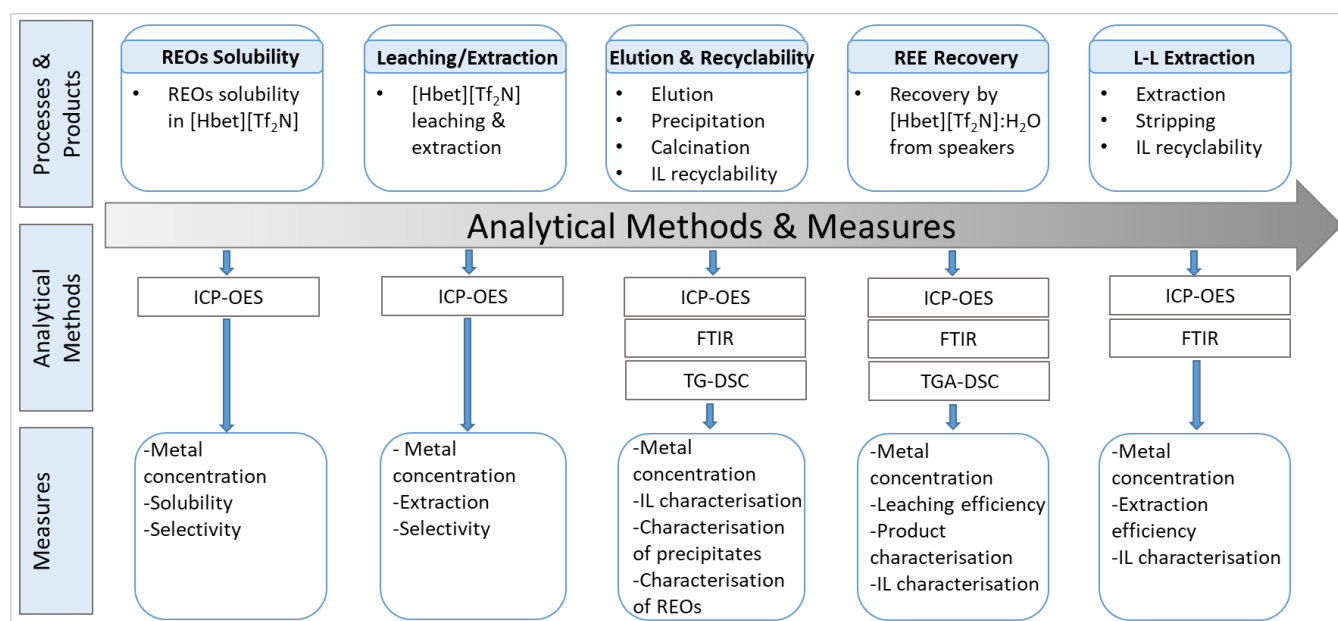 Processes &
Products
REOs Solubility
• REOs solubility
in [Hbet][Tf₂N]
Leaching/Extraction
• [Hbet][Tf₂N]
leaching &
extraction
Elution & Recyclability
• Elution
• Precipitation
• Calcination
• IL recyclability
REE Recovery
• Recovery by
[Hbet][Tf₂N]:H₂O
from speakers
L-L Extraction
• Extraction
• Stripping
• IL recyclability
Analytical Methods & Measures
Analytical
Methods
ICP-OES
ICP-OES
ICP-OES
FTIR
TG-DSC
ICP-OES
FTIR
TGA-DSC
ICP-OES
FTIR
Measures
-Metal
concentration
-Solubility
-Selectivity
- Metal
concentration
-Extraction
-Selectivity
-Metal
concentration
-IL characterisation
-Characterisation
of precipitates
-Characterisation
of REOs
-Metal
concentration
-Leaching efficiency
-Product
characterisation
-IL characterisation
-Metal
concentration
-Extraction
efficiency
-IL characterisation